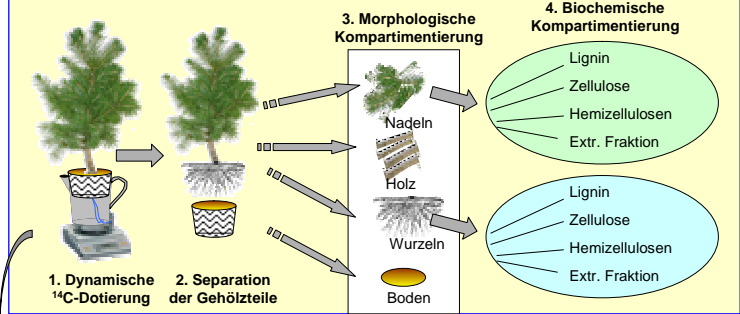 3. Morphologische
Kompartimentierung
4. Biochemische
Kompartimentierung
Nadeln
Holz
Wurzeln
Boden
Lignin
Zellulose
Hemizellulosen
Extr. Fraktion
Lignin
Zellulose
Hemizellulosen
Extr. Fraktion
1. Dynamische
¹⁴C-Dotierung
2. Separation
der Gehölzteile